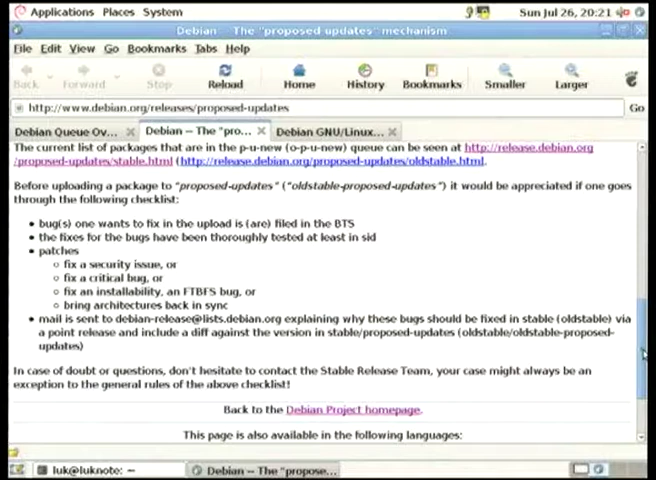 Applications Places System
Sun Jul 26, 20:21
Debian -- The "proposed updates" mechanism
File Edit View Go Bookmarks Tabs Help
Back Forward Stop Reload Home History Bookmarks Smaller Larger
http://www.debian.org/releases/proposed-updates Go
Debian Queue Ov... Debian -- The "pro... Debian GNU/Linux...
The current list of packages that are in the p-u-new (o-p-u-new) queue can be seen at http://release.debian.org
/proposed-updates/stable.html (http://release.debian.org/proposed-updates/oldstable.html).
Before uploading a package to "proposed-updates" ("oldstable-proposed-updates") it would be appreciated if one goes
through the following checklist:
• bug(s) one wants to fix in the upload is (are) filed in the BTS
• the fixes for the bugs have been thoroughly tested at least in sid
• patches
◦ fix a security issue, or
◦ fix a critical bug, or
◦ fix an installability, an FTBFS bug, or
◦ bring architectures back in sync
• mail is sent to debian-release@lists.debian.org explaining why these bugs should be fixed in stable (oldstable) via
a point release and include a diff against the version in stable/proposed-updates (oldstable/oldstable-proposed-
updates)
In case of doubt or questions, don't hesitate to contact the Stable Release Team, your case might always be an
exception to the general rules of the above checklist!
Back to the Debian Project homepage.
This page is also available in the following languages:
luk@luknote: ~ Debian -- The "propose...